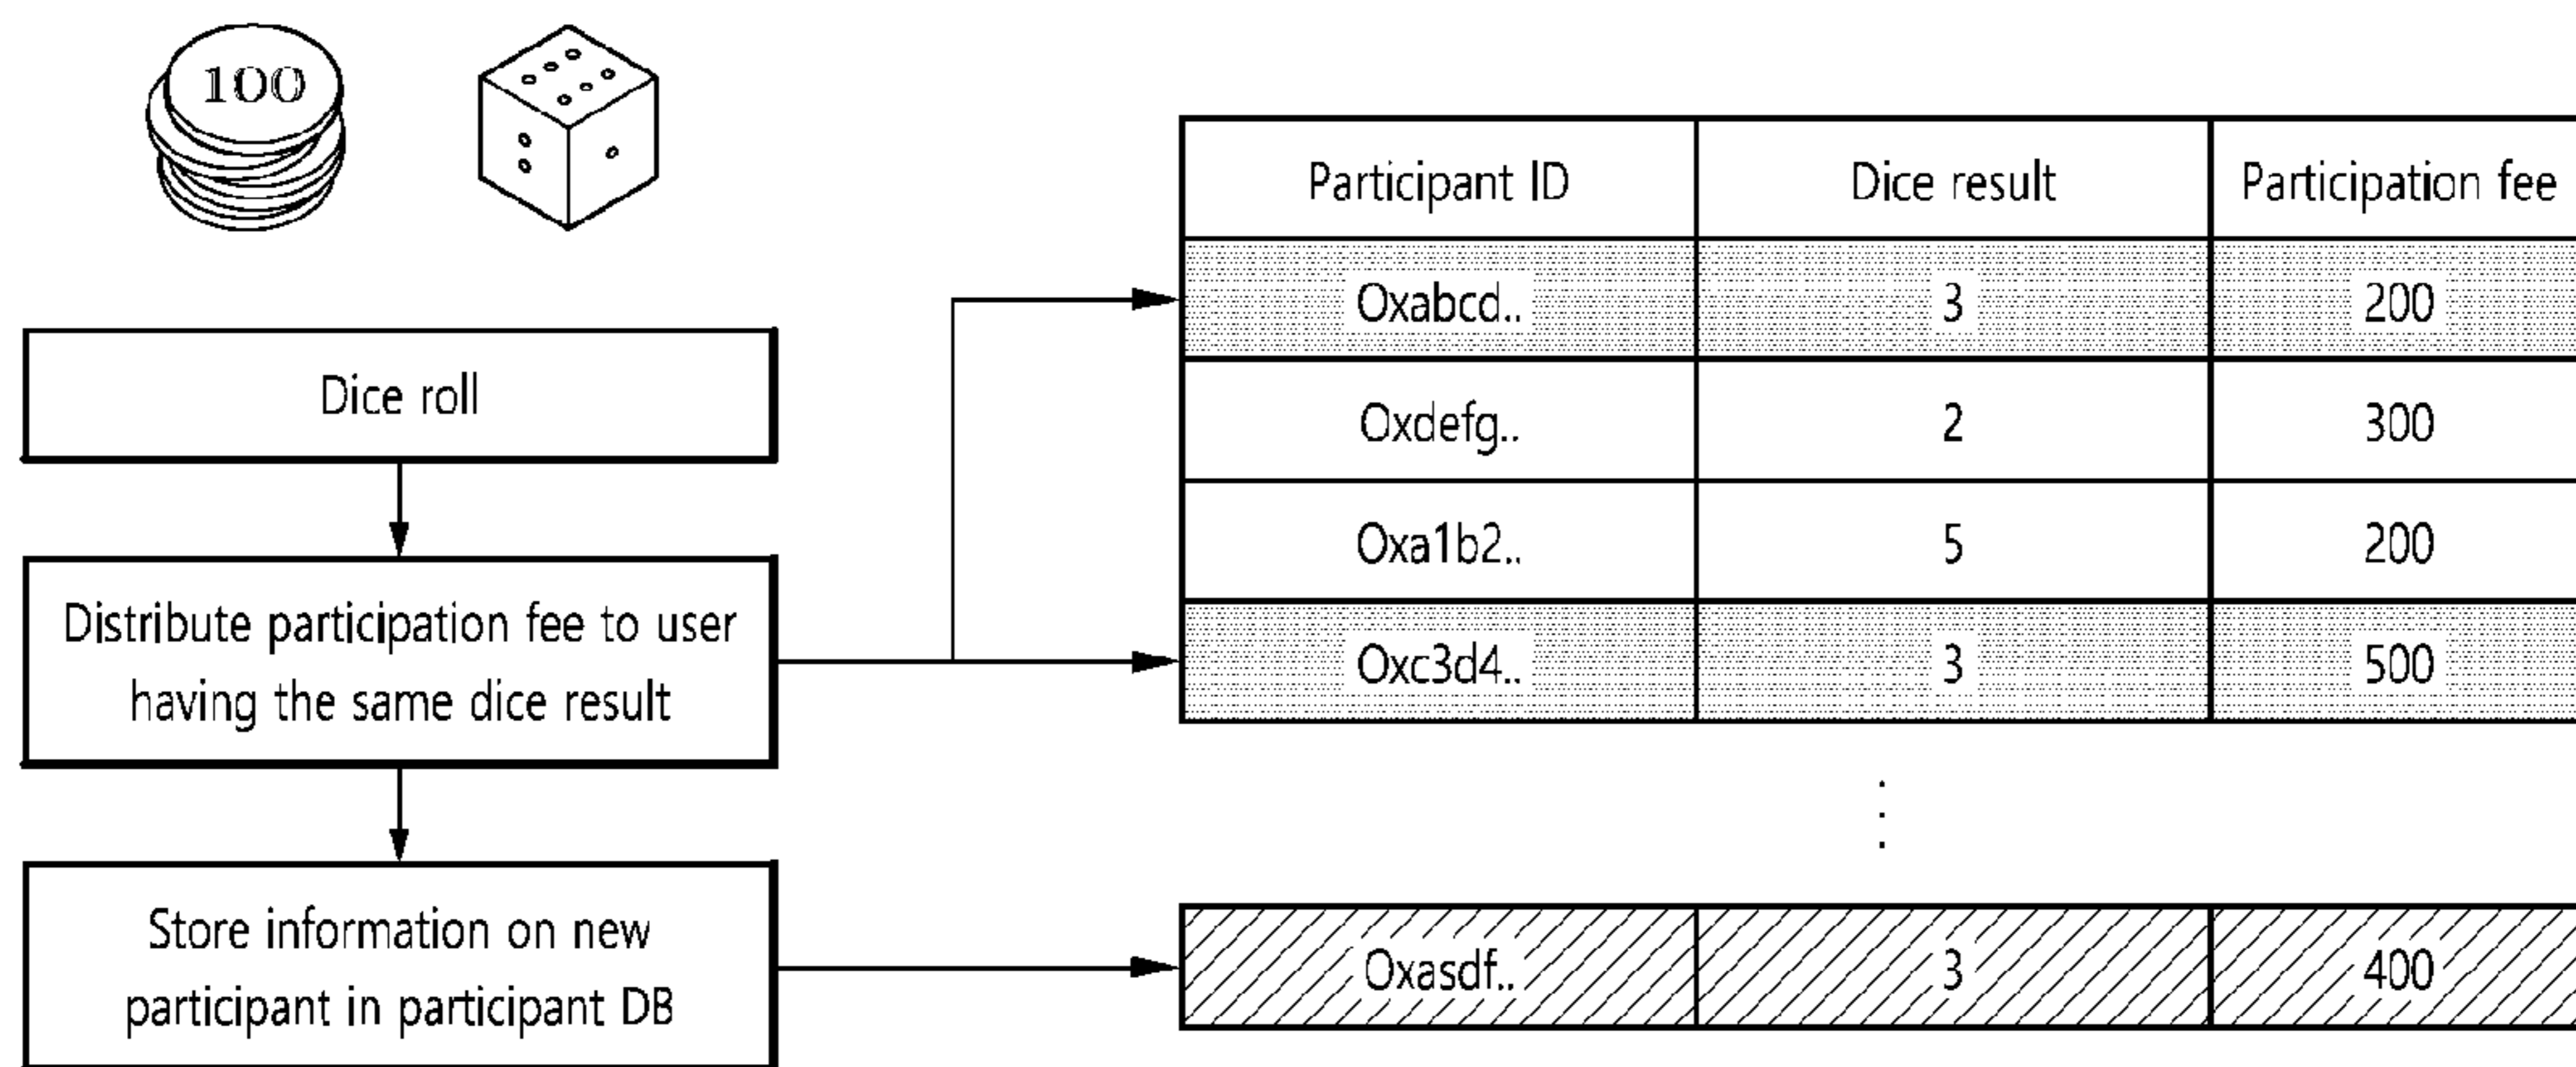 100
Dice roll
Distribute participation fee to user
having the same dice result
Store information on new
participant in participant DB
Participant ID Dice result Participation fee
Oxabcd.. 3 200
Oxdefg.. 2 300
Oxa1b2.. 5 200
Oxc3d4.. 3 500
Oxasdf.. 3 400